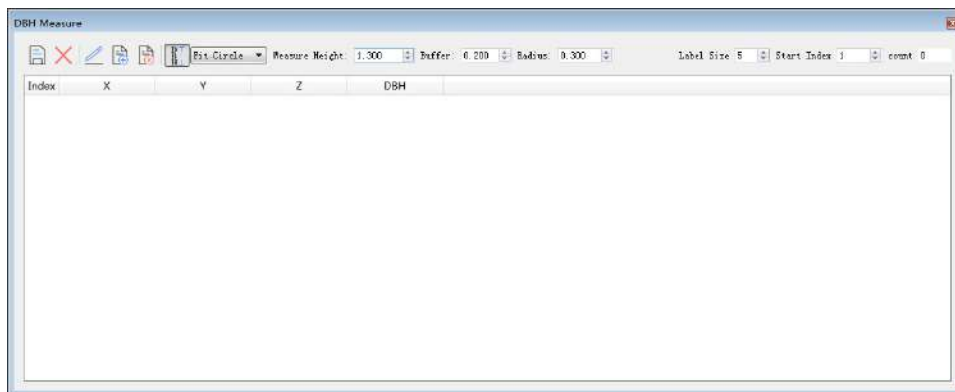 DBH Measure
Fit Circle Measure Height: 1.300 Buffer: 0.200 Radius: 0.300 Label Size 5 Start Index 1 count 0
Index X Y Z DBH